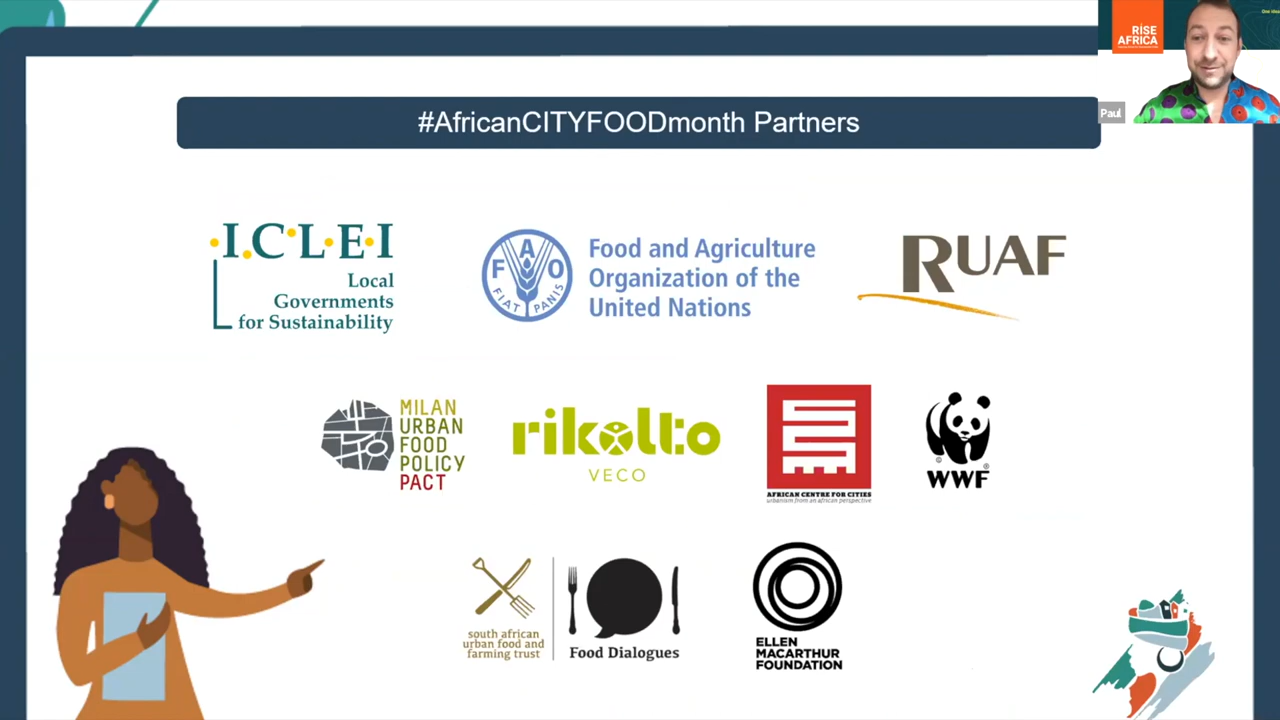 RISE
AFRICA
Paul
#AfricanCITYFOODmonth Partners
I.C.L.E.I
Local
Governments
for Sustainability
F A O
FIAT PANIS
Food and Agriculture
Organization of the
United Nations
RUAF
MILAN
URBAN
FOOD
POLICY
PACT
rikolto
VECO
AFRICAN CENTRE FOR CITIES
urbanism from an african perspective
WWF
south african
urban food and
farming trust
Food Dialogues
ELLEN
MACARTHUR
FOUNDATION